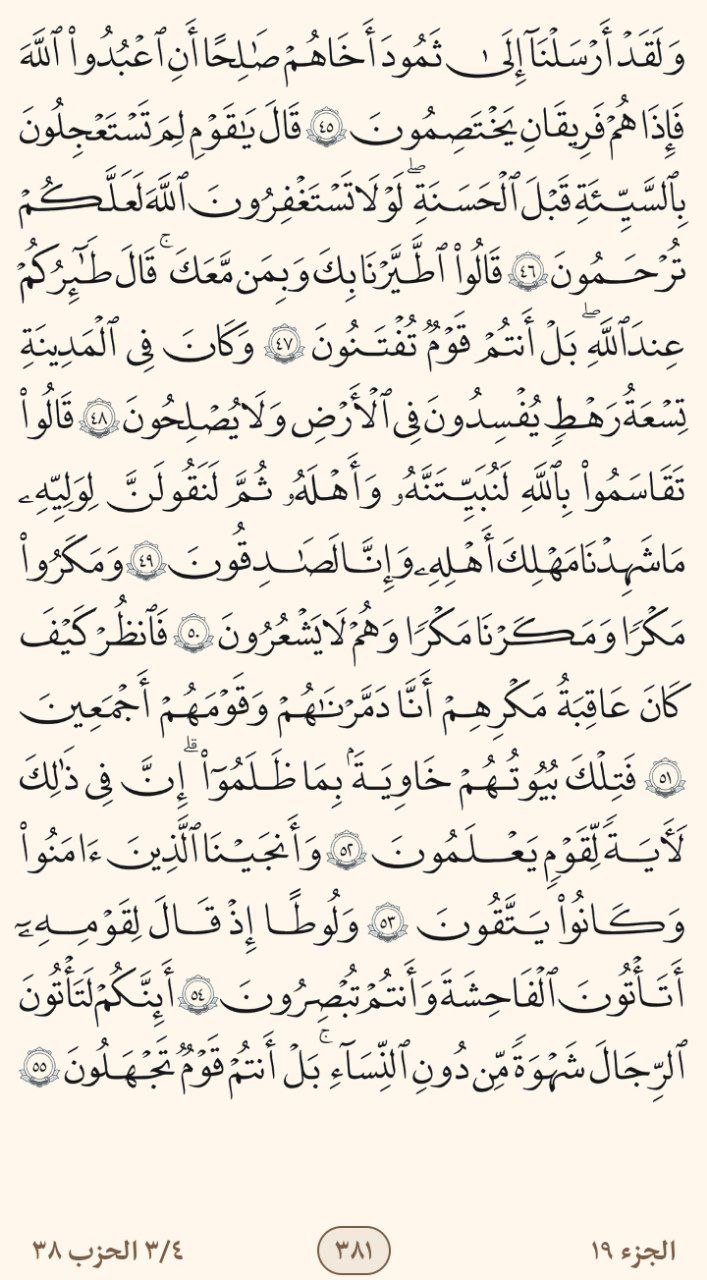 وَلَقَدۡ أَرۡسَلۡنَآ إِلَىٰ ثَمُودَ أَخَاهُمۡ صَٰلِحًا أَنِ ٱعۡبُدُواْ ٱللَّهَ
فَإِذَا هُمۡ فَرِيقَانِ يَخۡتَصِمُونَ ٤٥ قَالَ يَٰقَوۡمِ لِمَ تَسۡتَعۡجِلُونَ
بِٱلسَّيِّئَةِ قَبۡلَ ٱلۡحَسَنَةِۖ لَوۡلَا تَسۡتَغۡفِرُونَ ٱللَّهَ لَعَلَّكُمۡ
تُرۡحَمُونَ ٤٦ قَالُواْ ٱطَّيَّرۡنَا بِكَ وَبِمَن مَّعَكَۚ قَالَ طَٰٓئِرُكُمۡ
عِندَ ٱللَّهِۖ بَلۡ أَنتُمۡ قَوۡمٞ تُفۡتَنُونَ ٤٧ وَكَانَ فِي ٱلۡمَدِينَةِ
تِسۡعَةُ رَهۡطٖ يُفۡسِدُونَ فِي ٱلۡأَرۡضِ وَلَا يُصۡلِحُونَ ٤٨ قَالُواْ
تَقَاسَمُواْ بِٱللَّهِ لَنُبَيِّتَنَّهُۥ وَأَهۡلَهُۥ ثُمَّ لَنَقُولَنَّ لِوَلِيِّهِۦ
مَا شَهِدۡنَا مَهۡلِكَ أَهۡلِهِۦ وَإِنَّا لَصَٰدِقُونَ ٤٩ وَمَكَرُواْ
مَكۡرٗا وَمَكَرۡنَا مَكۡرٗا وَهُمۡ لَا يَشۡعُرُونَ ٥٠ فَٱنظُرۡ كَيۡفَ
كَانَ عَٰقِبَةُ مَكۡرِهِمۡ أَنَّا دَمَّرۡنَٰهُمۡ وَقَوۡمَهُمۡ أَجۡمَعِينَ
٥١ فَتِلۡكَ بُيُوتُهُمۡ خَاوِيَةَۢ بِمَا ظَلَمُوٓاْۗ إِنَّ فِي ذَٰلِكَ
لَأٓيَةٗ لِّقَوۡمٖ يَعۡلَمُونَ ٥٢ وَأَنجَيۡنَا ٱلَّذِينَ ءَامَنُواْ
وَكَانُواْ يَتَّقُونَ ٥٣ وَلُوطًا إِذۡ قَالَ لِقَوۡمِهِۦٓ
أَتَأۡتُونَ ٱلۡفَٰحِشَةَ وَأَنتُمۡ تُبۡصِرُونَ ٥٤ أَئِنَّكُمۡ لَتَأۡتُونَ
ٱلرِّجَالَ شَهۡوَةٗ مِّن دُونِ ٱلنِّسَآءِۚ بَلۡ أَنتُمۡ قَوۡمٞ تَجۡهَلُونَ ٥٥
الجزء ١٩ ٣٨١ ٣/٤ الحزب ٣٨